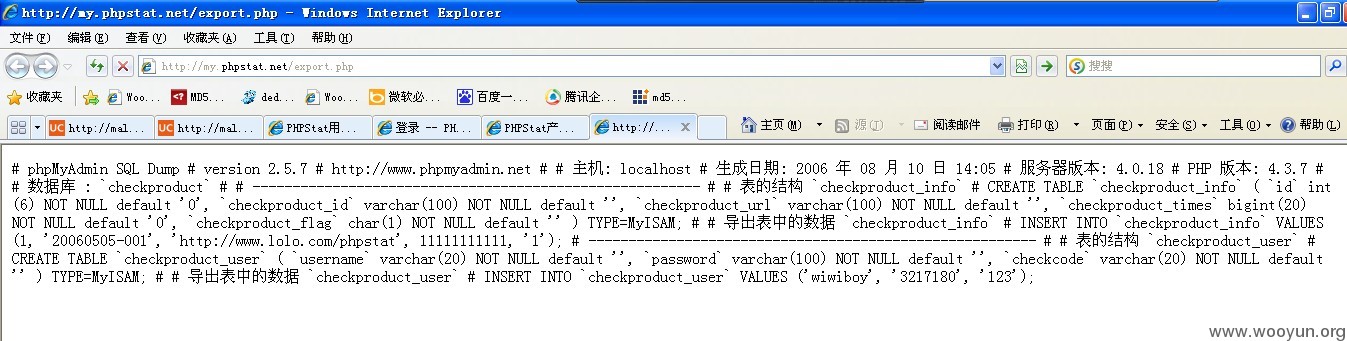 http://my.phpstat.net/export.php - Windows Internet Explorer
文件(F) 编辑(E) 查看(V) 收藏夹(A) 工具(T) 帮助(H)
http://my.phpstat.net/export.php 搜搜
收藏夹 Woo... MD5... ded... Woo... 微软必... 百度一... 腾讯企... md5...
http://mal... http://mal... PHPStat用... 登录 -- PH... PHPStat产... http://... 主页(M) 源(T) 阅读邮件 打印(R) 页面(P) 安全(S) 工具(O) 帮助(L)
# phpMyAdmin SQL Dump # version 2.5.7 # http://www.phpmyadmin.net # # 主机: localhost # 生成日期: 2006 年 08 月 10 日 14:05 # 服务器版本: 4.0.18 # PHP 版本: 4.3.7 #
# 数据库 : `checkproduct` # # -------------------------------------------------------- # # 表的结构 `checkproduct_info` # CREATE TABLE `checkproduct_info` ( `id` int
(6) NOT NULL default '0', `checkproduct_id` varchar(100) NOT NULL default '', `checkproduct_url` varchar(100) NOT NULL default '', `checkproduct_times` bigint(20)
NOT NULL default '0', `checkproduct_flag` char(1) NOT NULL default '' ) TYPE=MyISAM; # # 导出表中的数据 `checkproduct_info` # INSERT INTO `checkproduct_info` VALUES
(1, '20060505-001', 'http://www.lolo.com/phpstat', 11111111111, '1'); # -------------------------------------------------------- # # 表的结构 `checkproduct_user` #
CREATE TABLE `checkproduct_user` ( `username` varchar(20) NOT NULL default '', `password` varchar(100) NOT NULL default '', `checkcode` varchar(20) NOT NULL default
'' ) TYPE=MyISAM; # # 导出表中的数据 `checkproduct_user` # INSERT INTO `checkproduct_user` VALUES ('wiwiboy', '3217180', '123');
www.wooyun.org